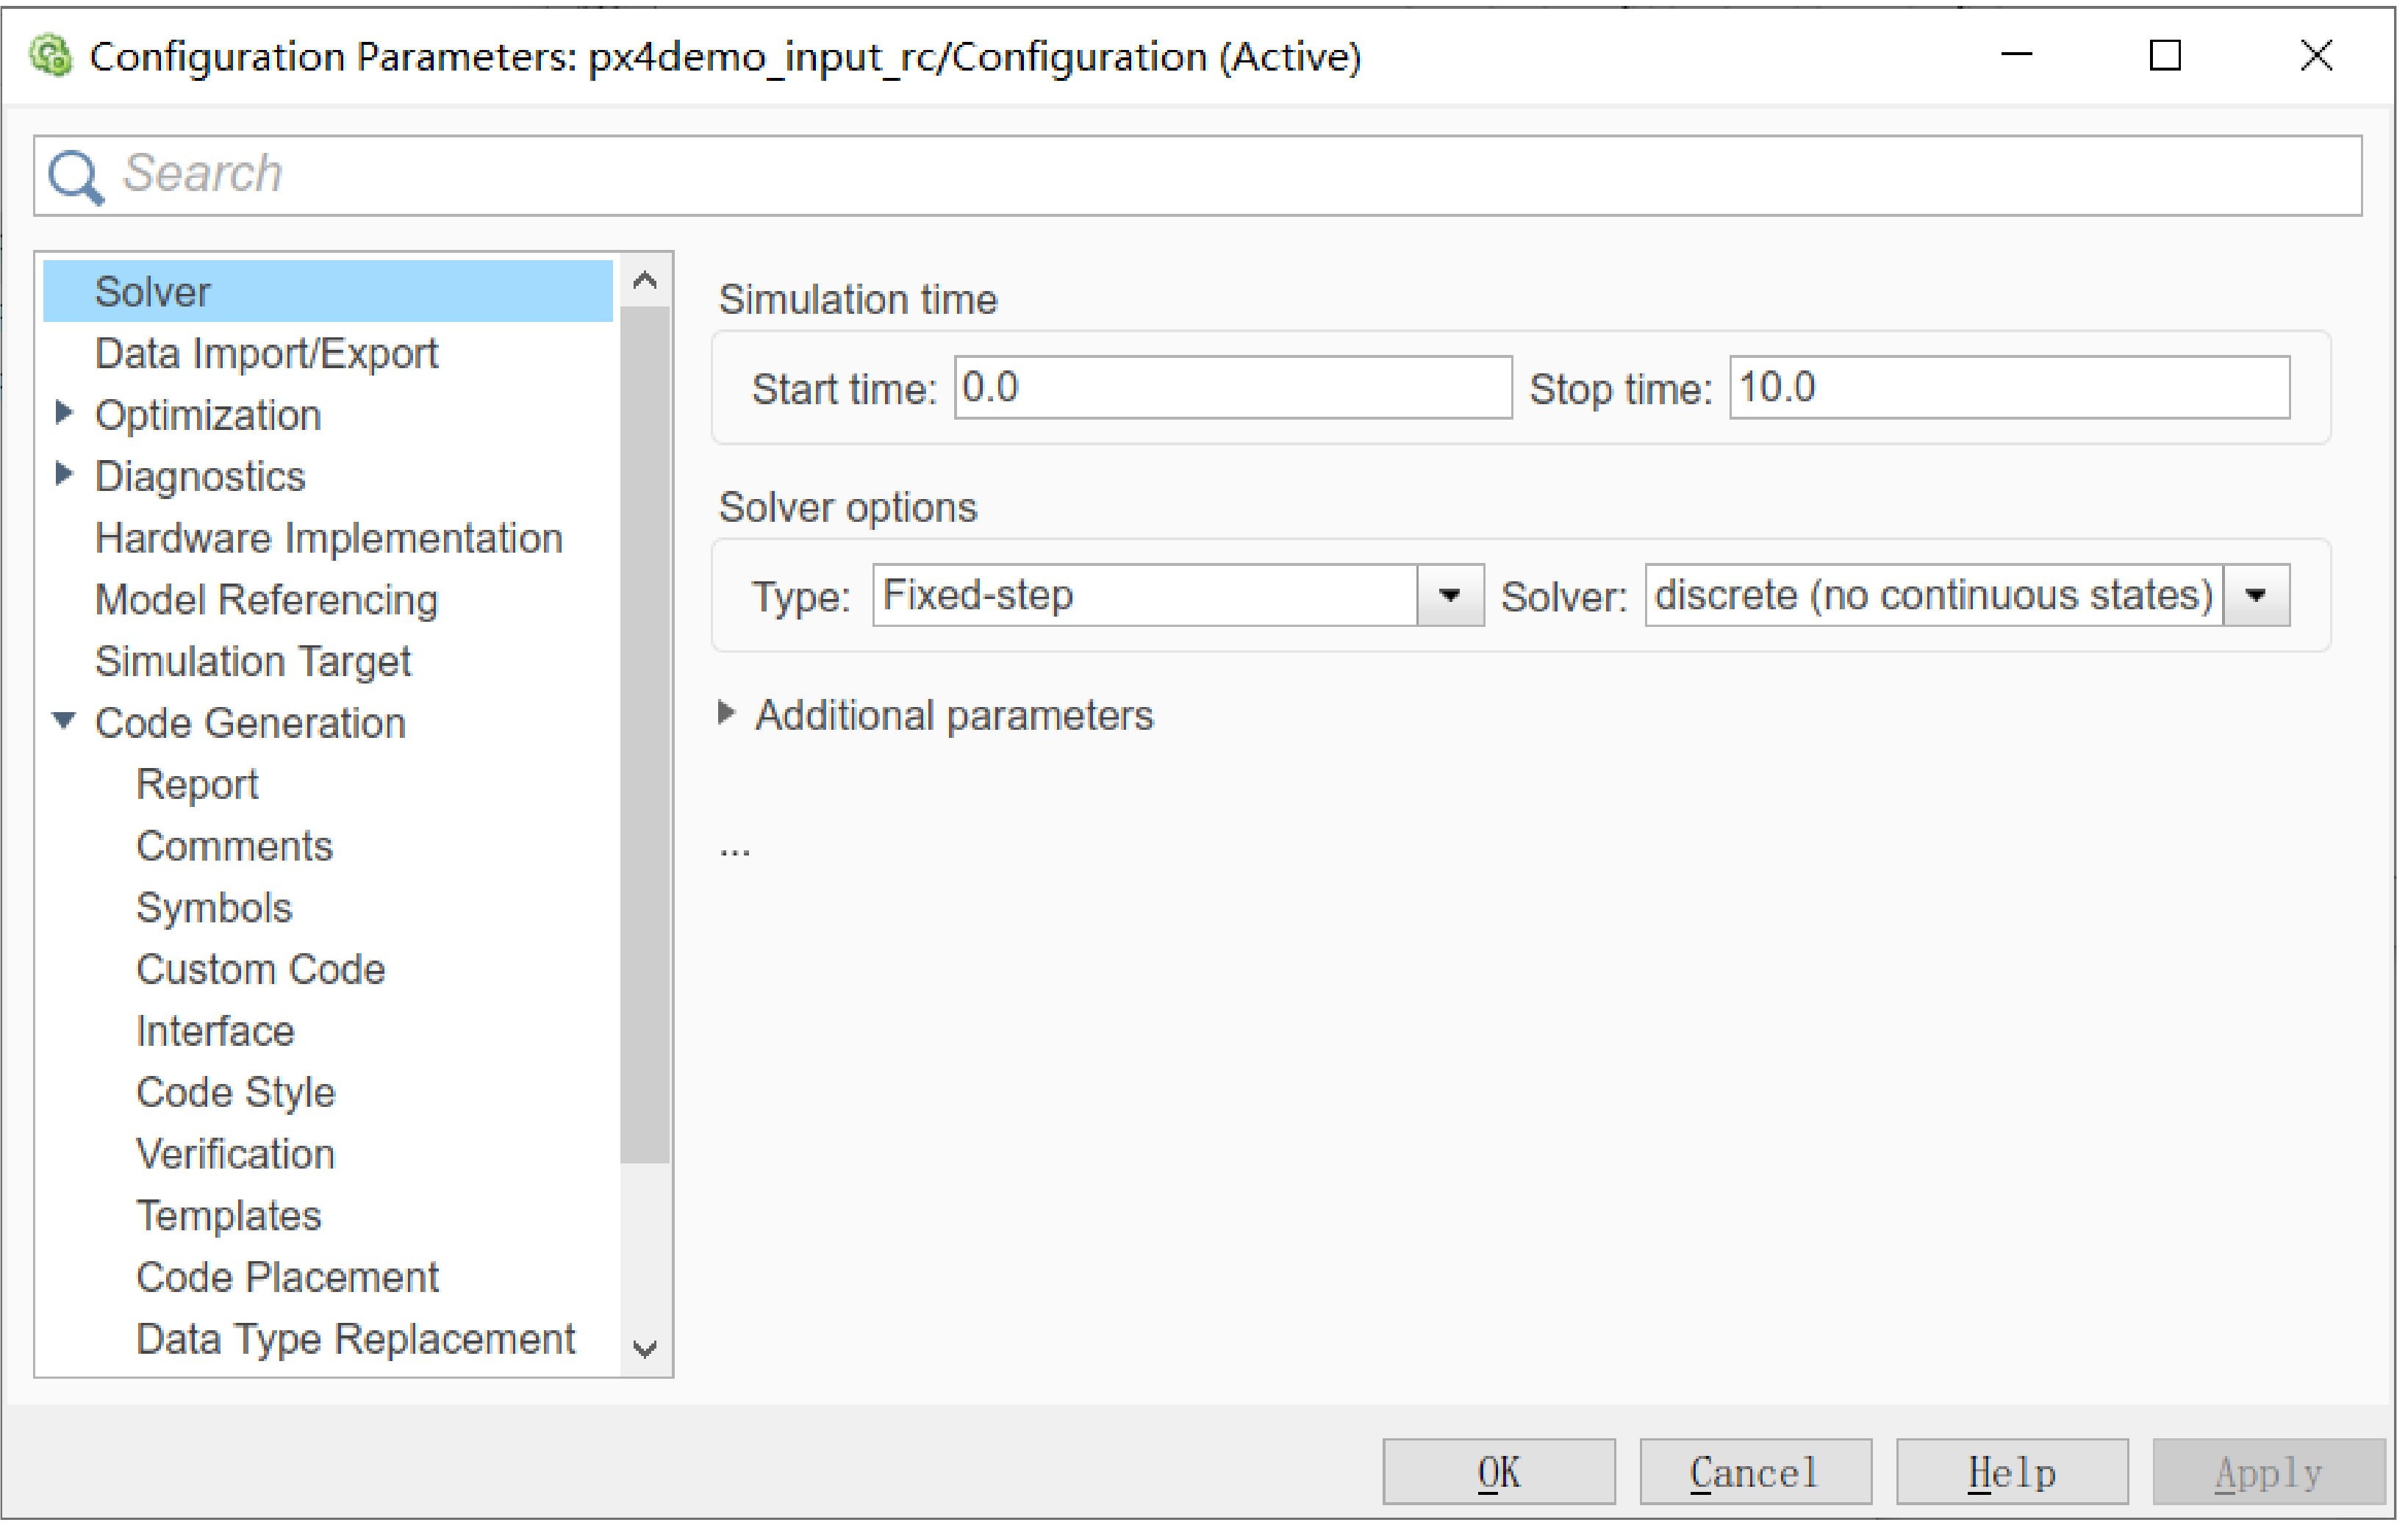 Configuration Parameters: px4demo_input_rc/Configuration (Active)
Search
Solver
Data Import/Export
Optimization
Diagnostics
Hardware Implementation
Model Referencing
Simulation Target
Code Generation
Report
Comments
Symbols
Custom Code
Interface
Code Style
Verification
Templates
Code Placement
Data Type Replacement
Simulation time
Start time: 0.0 Stop time: 10.0
Solver options
Type: Fixed-step Solver: discrete (no continuous states)
Additional parameters
...
OK Cancel Help Apply